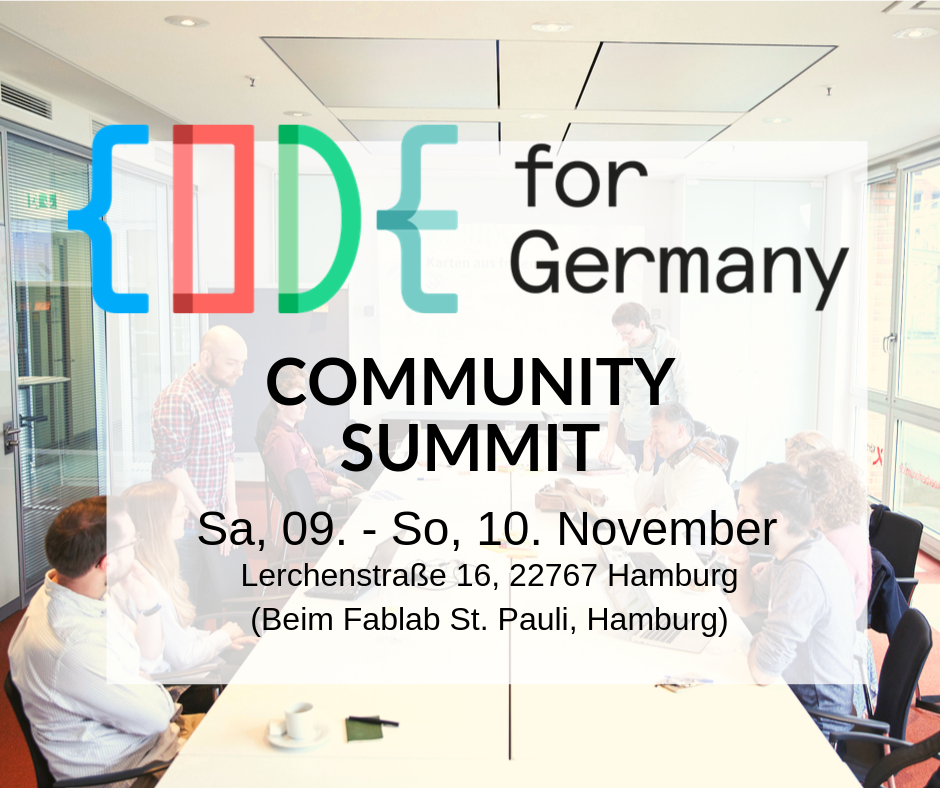 CODE for
Germany
COMMUNITY
SUMMIT
Sa, 09. - So, 10. November
Lerchenstraße 16, 22767 Hamburg
(Beim Fablab St. Pauli, Hamburg)